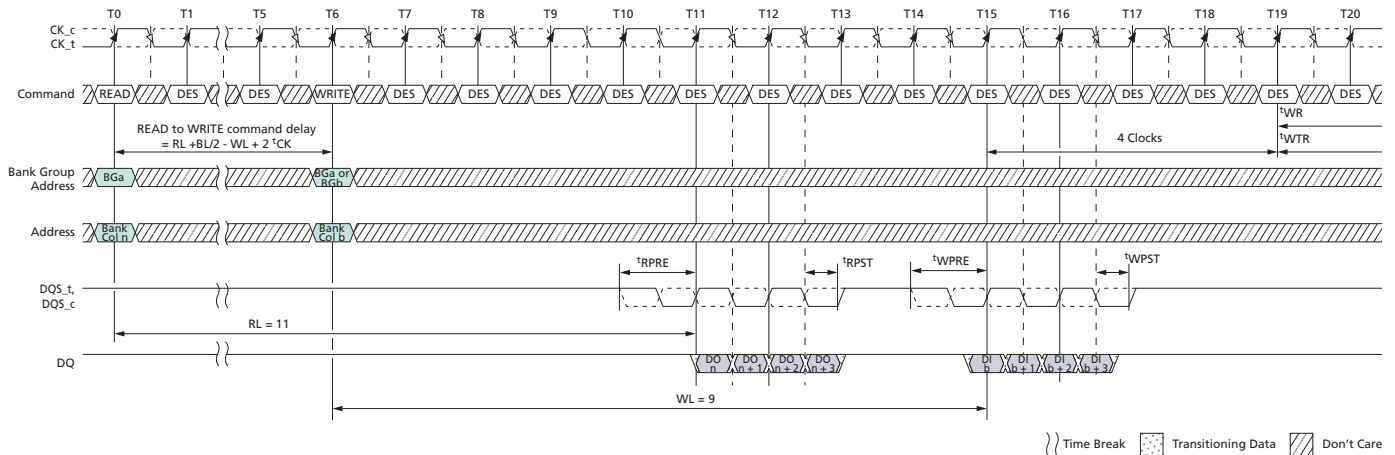 T0 T1 T5 T6 T7 T8 T9 T10 T11 T12 T13 T14 T15 T16 T17 T18 T19 T20
CK_c
CK_t
Command READ DES DES WRITE DES DES DES DES DES DES DES DES DES DES DES DES DES DES
tWR
READ to WRITE command delay
= RL +BL/2 - WL + 2 tCK
4 Clocks
tWTR
Bank Group
Address
BGa
BGa or
BGb
Address
Bank
Col n
Bank
Col b
tRPRE tRPST tWPRE tWPST
DQS_t,
DQS_c
RL = 11
DQ
DO
n
DO
n + 1
DO
n + 2
DO
n + 3
DI
b
DI
b + 1
DI
b + 2
DI
b + 3
WL = 9
Time Break Transitioning Data Don't Care